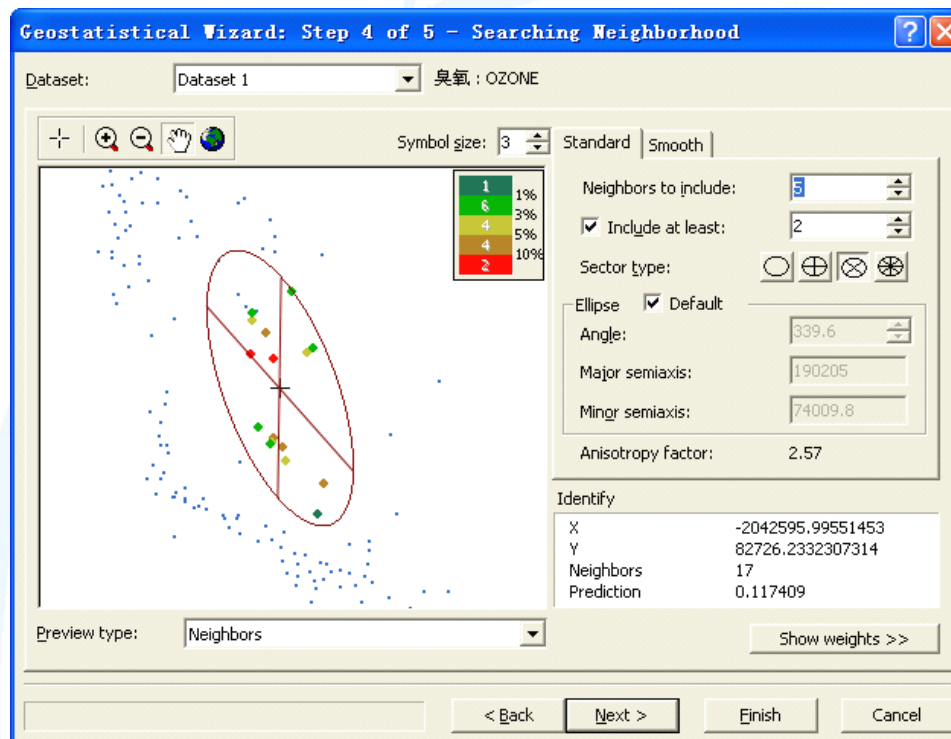 Geostatistical Wizard: Step 4 of 5 - Searching Neighborhood
Dataset: Dataset 1 臭氧 : OZONE
Symbol size: 3
Standard Smooth
1
6
4
4
2
1%
3%
5%
10%
Neighbors to include: 5
Include at least: 2
Sector type:
Ellipse Default
Angle: 339.6
Major semiaxis: 190205
Minor semiaxis: 74009.8
Anisotropy factor: 2.57
Identify
X -2042595.99551453
Y 82726.2332307314
Neighbors 17
Prediction 0.117409
Preview type: Neighbors
Show weights >>
< Back Next > Finish Cancel